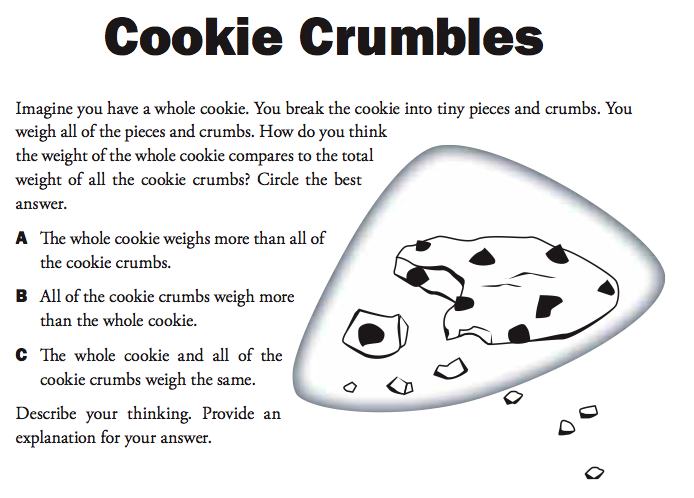 Cookie Crumbles
Imagine you have a whole cookie. You break the cookie into tiny pieces and crumbs. You
weigh all of the pieces and crumbs. How do you think
the weight of the whole cookie compares to the total
weight of all the cookie crumbs? Circle the best
answer.
A The whole cookie weighs more than all of
the cookie crumbs.
B All of the cookie crumbs weigh more
than the whole cookie.
C The whole cookie and all of the
cookie crumbs weigh the same.
Describe your thinking. Provide an
explanation for your answer.